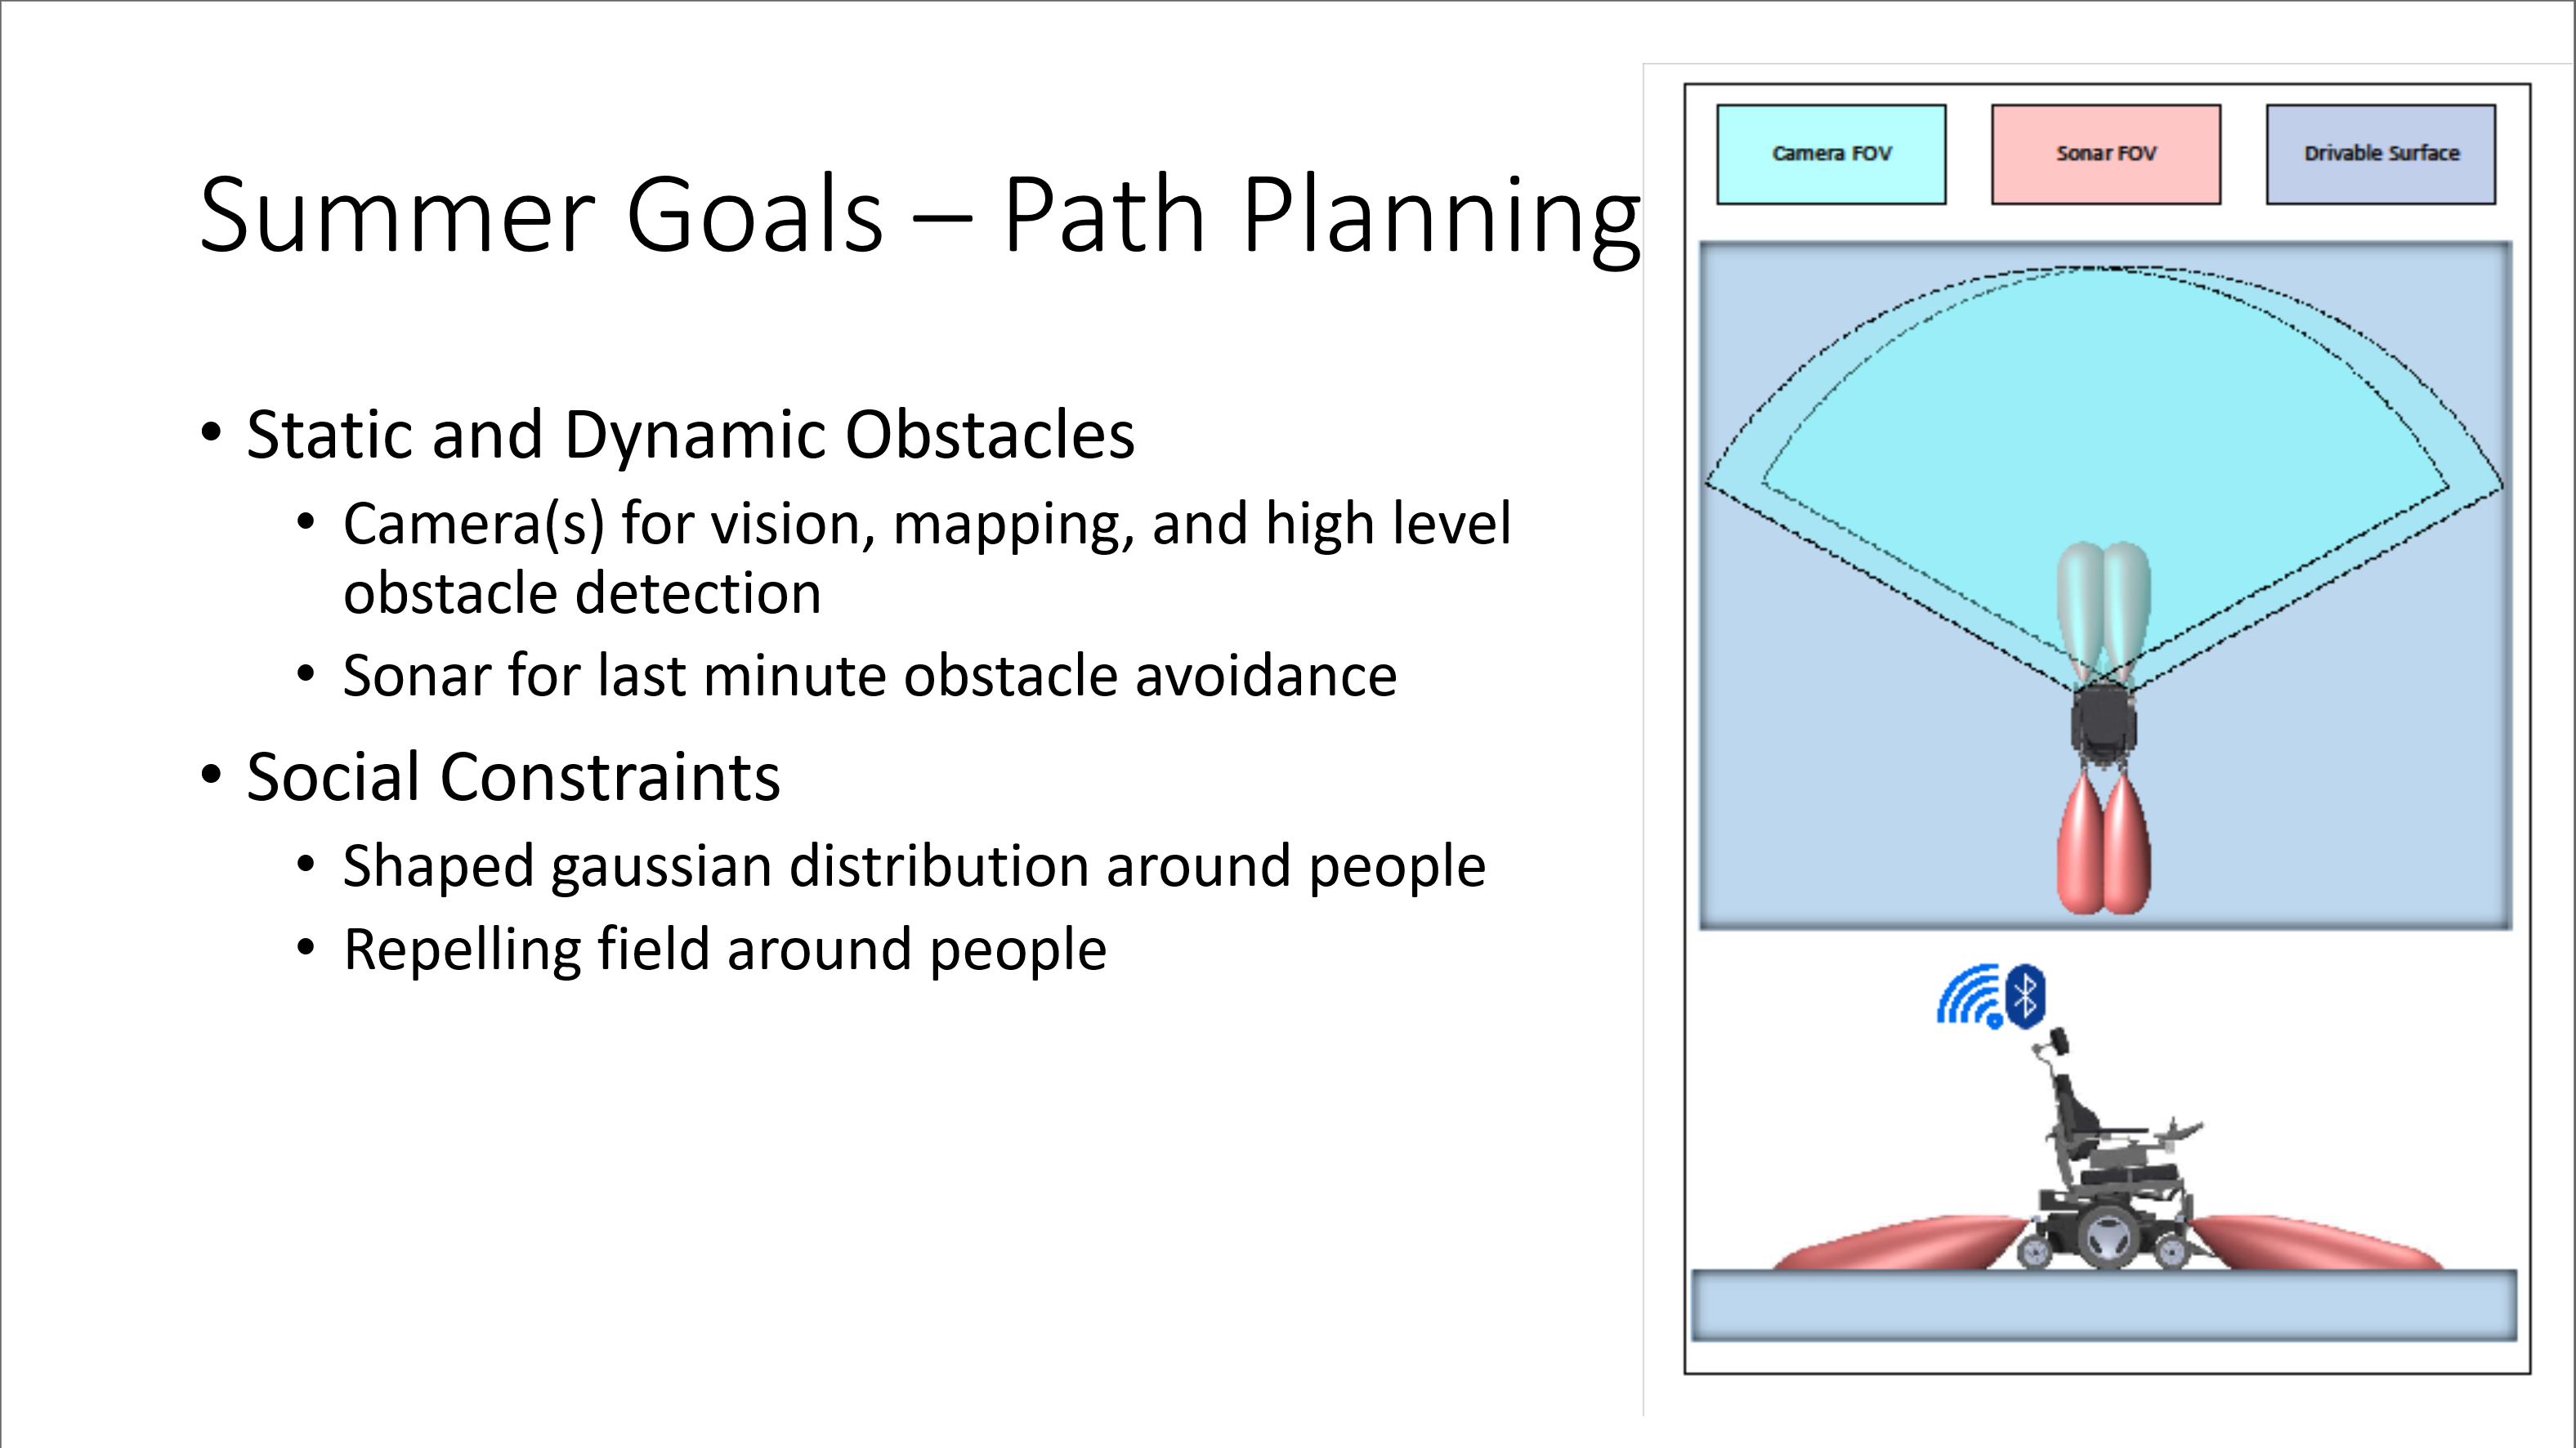 Summer Goals – Path Planning
• Static and Dynamic Obstacles
• Camera(s) for vision, mapping, and high level
obstacle detection
• Sonar for last minute obstacle avoidance
• Social Constraints
• Shaped gaussian distribution around people
• Repelling field around people
Camera FOV
Sonar FOV
Drivable Surface